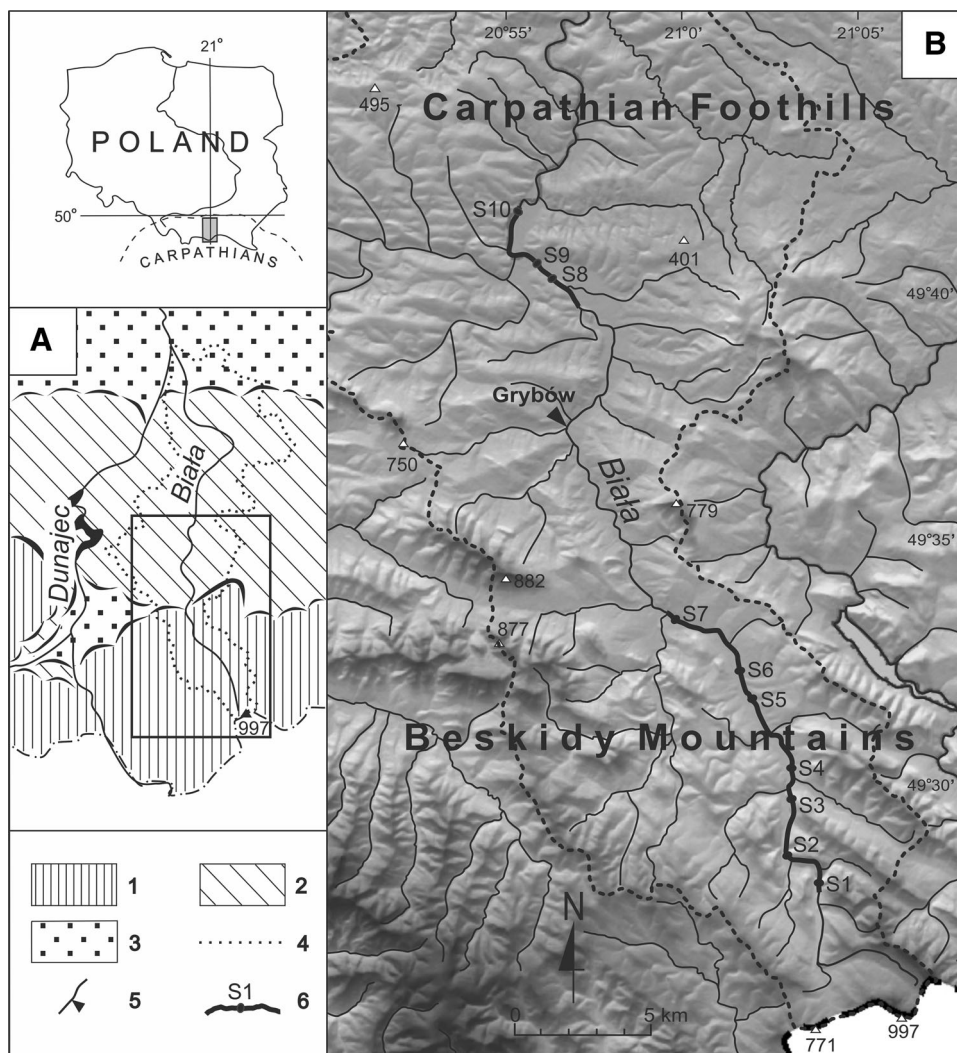 21°
POLAND
50°
CARPATHIANS
A
Dunajec
Biała
997
1
2
3
4
5
S1
6
B
20°55'
21°0'
21°05'
495
Carpathian Foothills
S10
401
S9
S8
49°40'
Grybów
750
Biała
779
49°35'
882
S7
877
S6
S5
Beskidy Mountains
S4
49°30'
S3
S2
S1
N
0
5 km
771
997